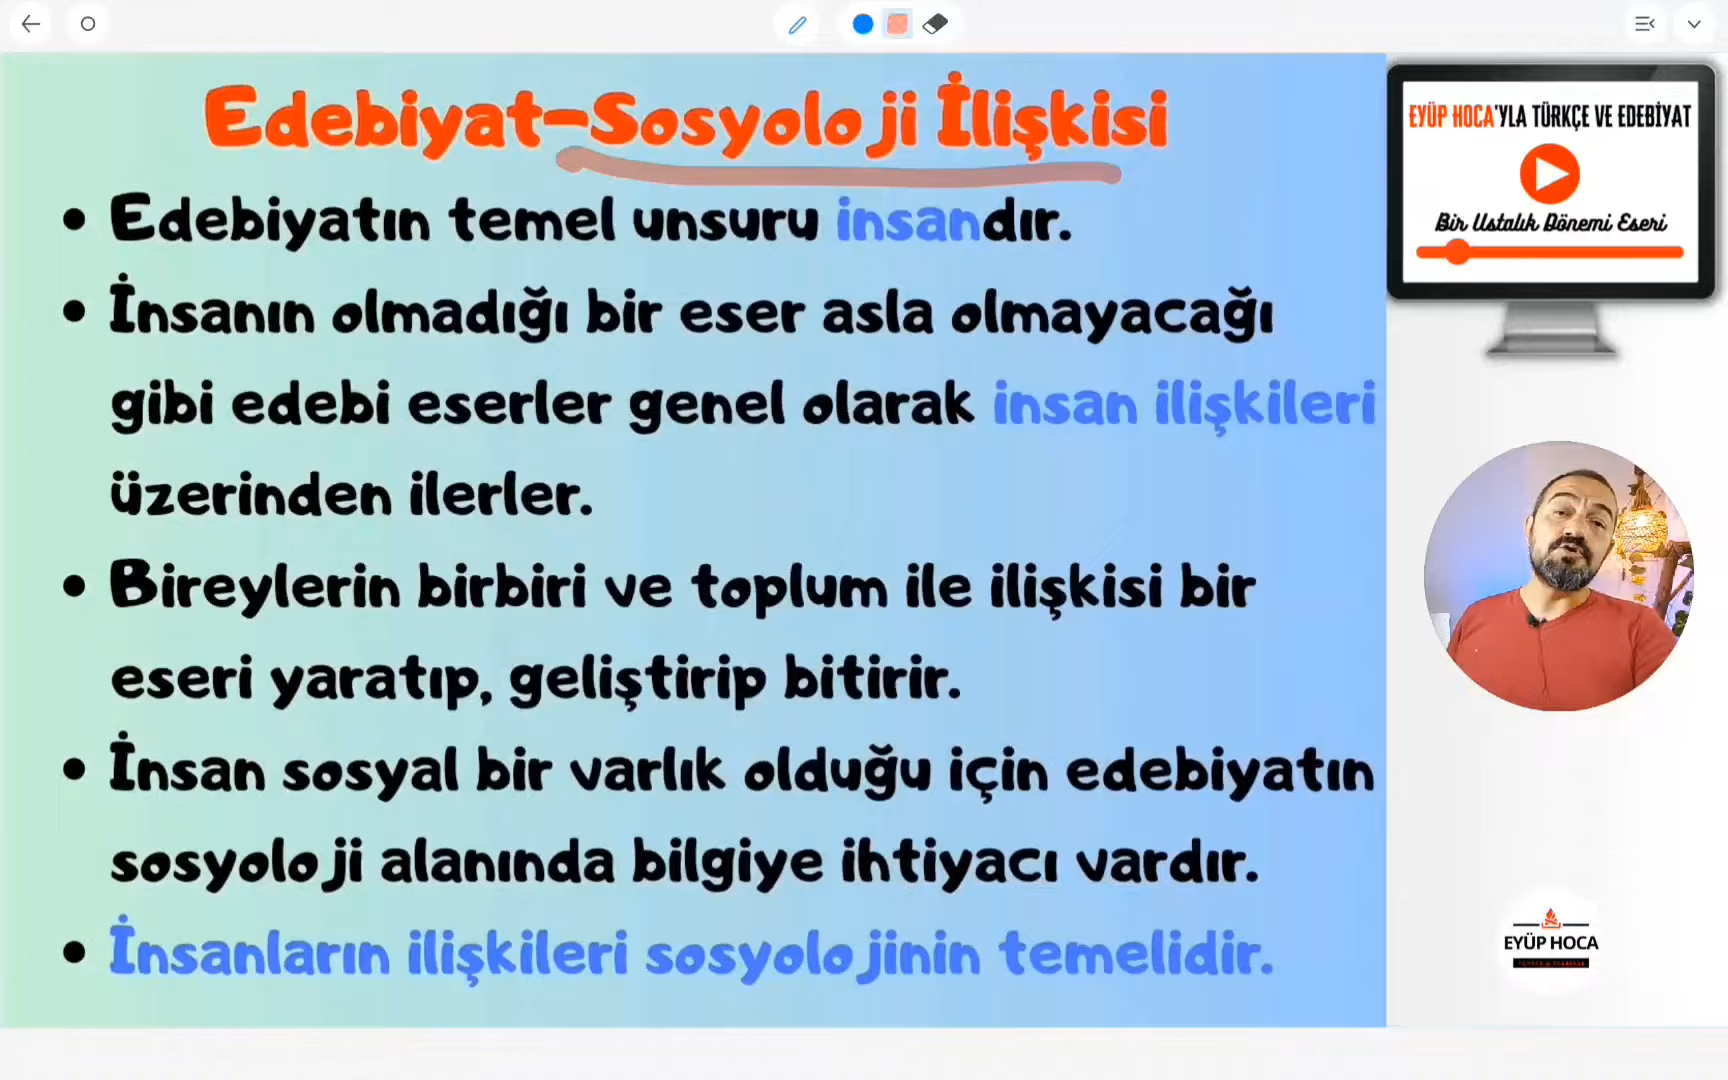 Edebiyat-Sosyoloji İlişkisi
• Edebiyatın temel unsuru insandır.
• İnsanın olmadığı bir eser asla olmayacağı
gibi edebi eserler genel olarak insan ilişkileri
üzerinden ilerler.
• Bireylerin birbiri ve toplum ile ilişkisi bir
eseri yaratıp, geliştirip bitirir.
• İnsan sosyal bir varlık olduğu için edebiyatın
sosyoloji alanında bilgiye ihtiyacı vardır.
• İnsanların ilişkileri sosyolojinin temelidir.
EYÜP HOCA'YLA TÜRKÇE VE EDEBİYAT
Bir Ustalık Dönemi Eseri
EYÜP HOCA